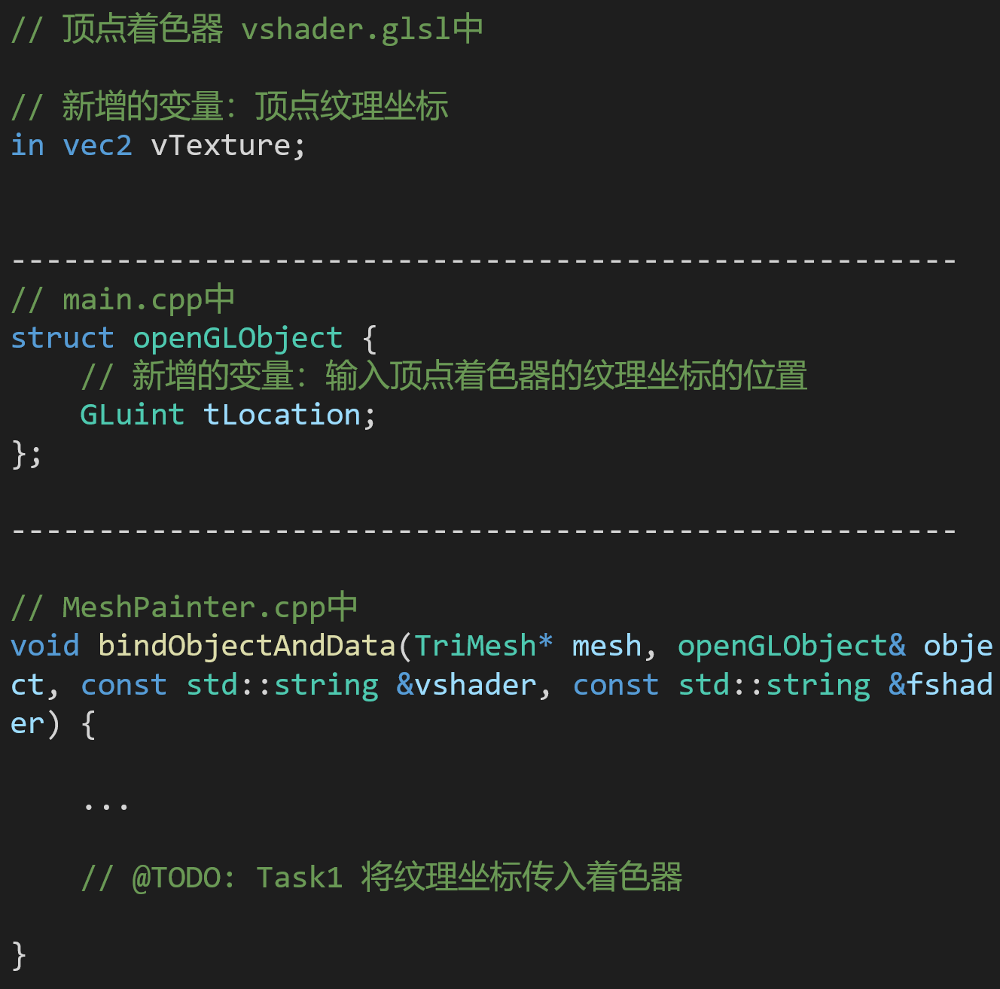 // 顶点着色器 vshader.glsl中
// 新增的变量：顶点纹理坐标
in vec2 vTexture;
------------------------------------------------------
// main.cpp中
struct openGLObject {
    // 新增的变量：输入顶点着色器的纹理坐标的位置
    GLuint tLocation;
};
------------------------------------------------------
// MeshPainter.cpp中
void bindObjectAndData(TriMesh* mesh, openGLObject& obje
ct, const std::string &vshader, const std::string &fshad
er) {
    ...
    // @TODO: Task1 将纹理坐标传入着色器
}